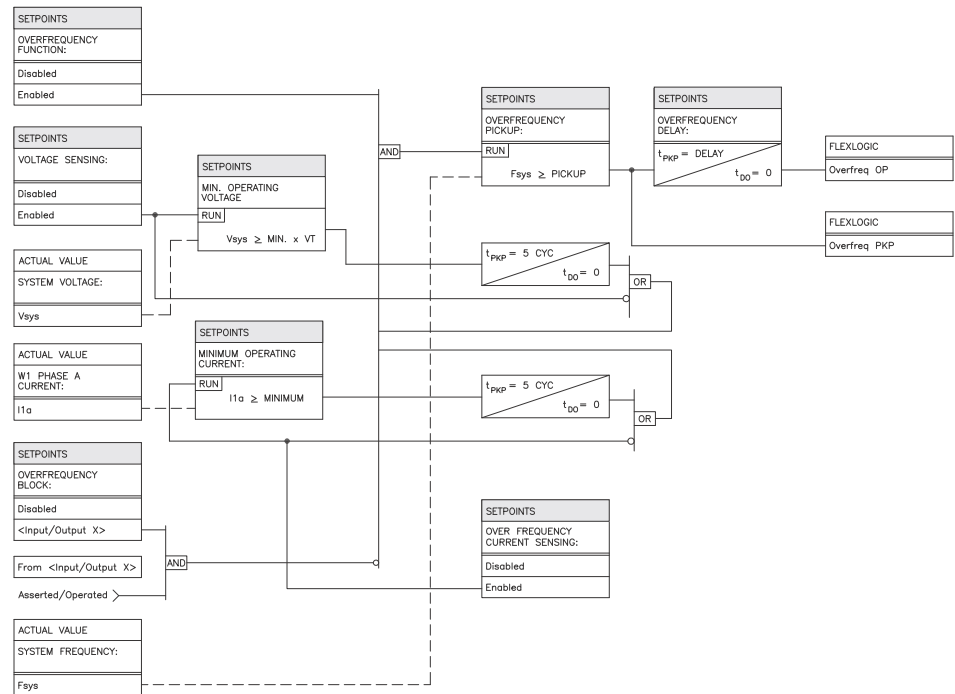 SETPOINTS
OVERFREQUENCY
FUNCTION:
Disabled
Enabled
SETPOINTS
VOLTAGE SENSING:
Disabled
Enabled
ACTUAL VALUE
SYSTEM VOLTAGE:
Vsys
ACTUAL VALUE
W1 PHASE A
CURRENT:
I1a
SETPOINTS
OVERFREQUENCY
BLOCK:
Disabled
<Input/Output X>
From <Input/Output X>
Asserted/Operated
AND
ACTUAL VALUE
SYSTEM FREQUENCY:
Fsys
SETPOINTS
MIN. OPERATING
VOLTAGE
RUN
Vsys ≥ MIN. x VT
SETPOINTS
MINIMUM OPERATING
CURRENT:
RUN
I1a ≥ MINIMUM
AND
SETPOINTS
OVERFREQUENCY
PICKUP:
RUN
Fsys ≥ PICKUP
tPKP = 5 CYC
tDO = 0
OR
tPKP = 5 CYC
tDO = 0
OR
SETPOINTS
OVER FREQUENCY
CURRENT SENSING:
Disabled
Enabled
SETPOINTS
OVERFREQUENCY
DELAY:
tPKP = DELAY
tDO = 0
FLEXLOGIC
Overfreq OP
FLEXLOGIC
Overfreq PKP